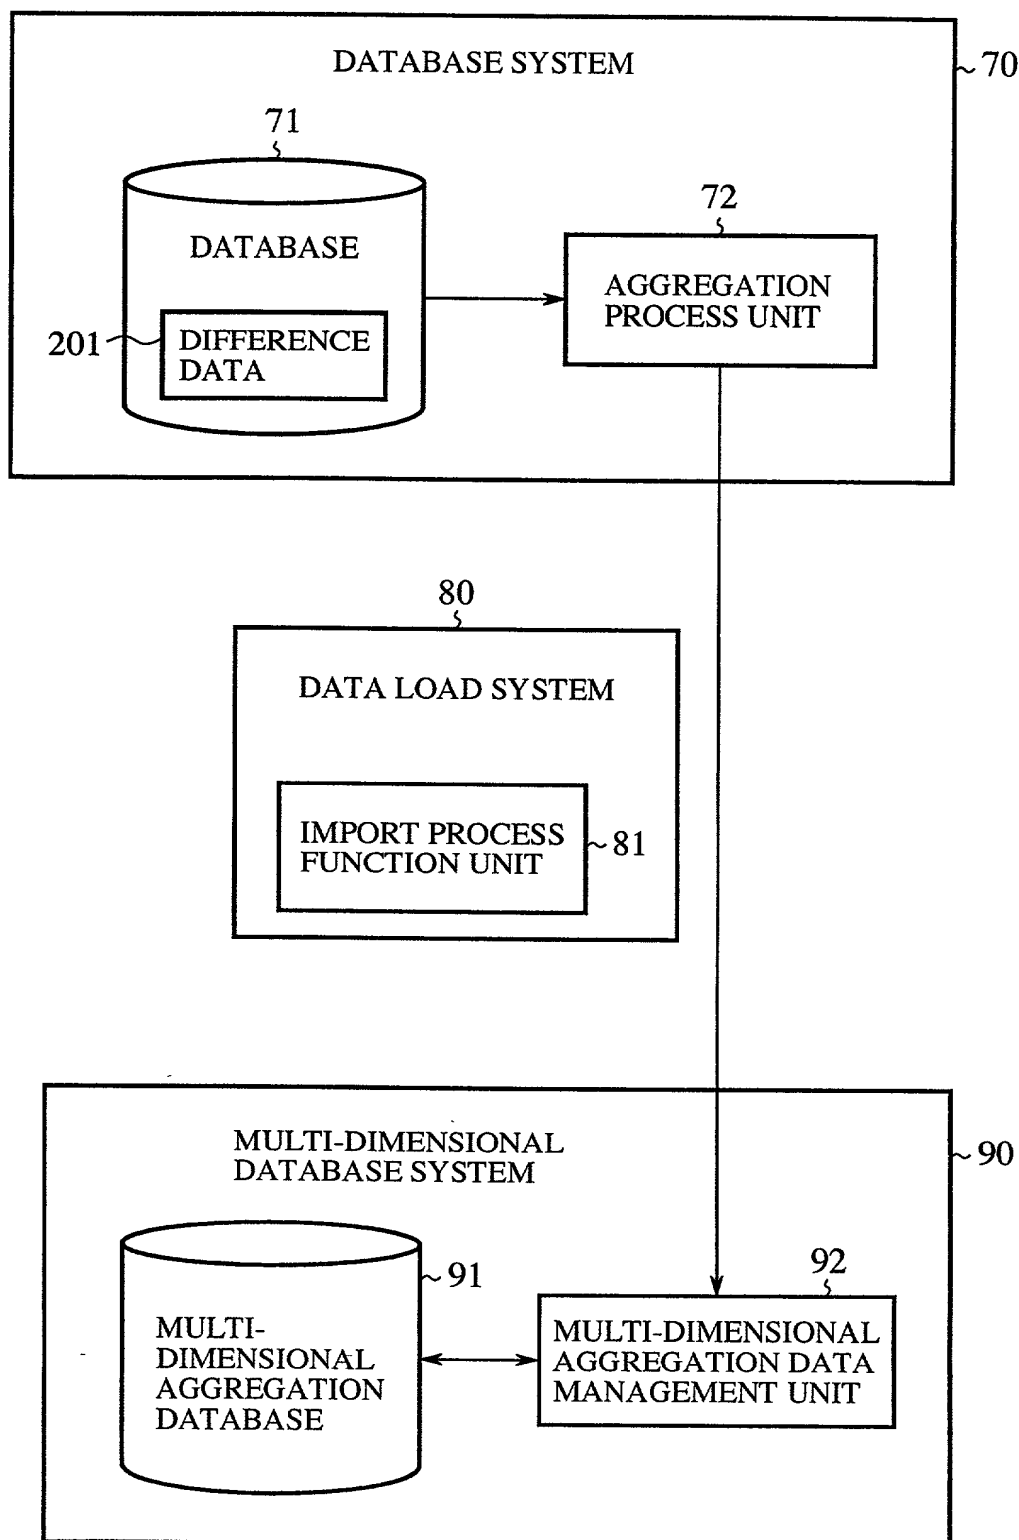 DATABASE SYSTEM
70
71
72
DATABASE
AGGREGATION
PROCESS UNIT
201
DIFFERENCE
DATA
80
DATA LOAD SYSTEM
IMPORT PROCESS
FUNCTION UNIT
81
MULTI-DIMENSIONAL
DATABASE SYSTEM
90
91
92
MULTI-
DIMENSIONAL
AGGREGATION
DATABASE
MULTI-DIMENSIONAL
AGGREGATION DATA
MANAGEMENT UNIT